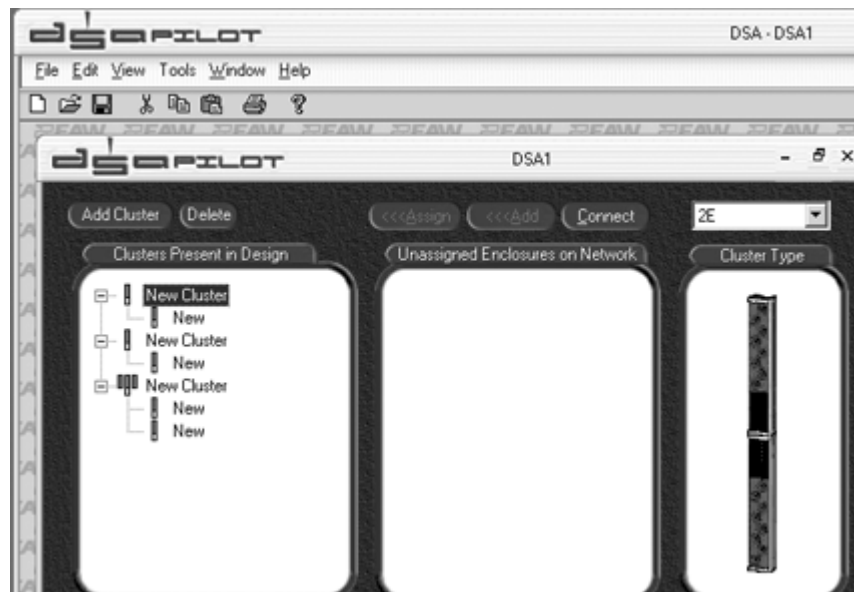 dsa PILOT
DSA - DSA1
File Edit View Tools Window Help
EAW EAW EAW EAW EAW EAW EAW EAW
dsa PILOT
DSA1
Add Cluster Delete <<<Assign <<<Add Connect 2E
Clusters Present in Design Unassigned Enclosures on Network Cluster Type
New Cluster
New
New Cluster
New
New Cluster
New
New